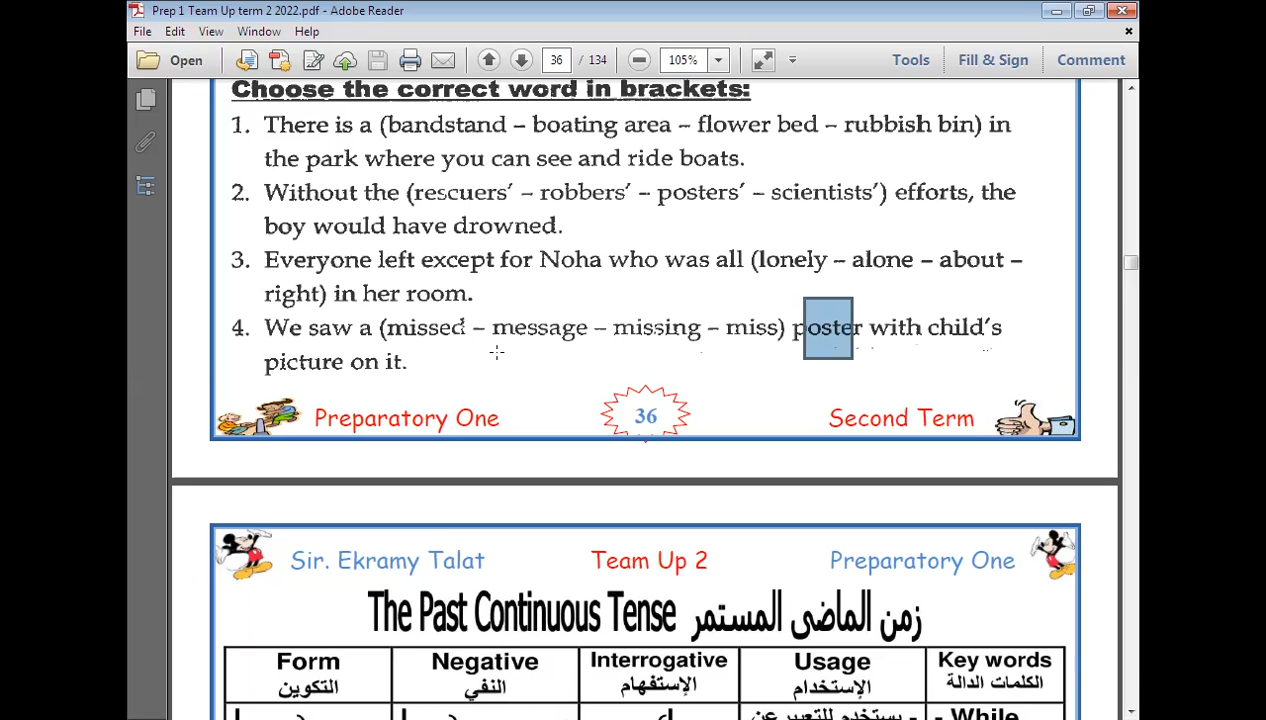 Prep 1 Team Up term 2 2022.pdf - Adobe Reader
File Edit View Window Help
Open 36 / 134 105% Tools Fill & Sign Comment
Choose the correct word in brackets:
1. There is a (bandstand – boating area – flower bed – rubbish bin) in
the park where you can see and ride boats.
2. Without the (rescuers' – robbers' – posters' – scientists') efforts, the
boy would have drowned.
3. Everyone left except for Noha who was all (lonely – alone – about –
right) in her room.
4. We saw a (missed – message – missing – miss) poster with child's
picture on it.
Preparatory One 36 Second Term
Sir. Ekramy Talat Team Up 2 Preparatory One
The Past Continuous Tense زمن الماضى المستمر
Form Negative Interrogative Usage Key words
التكوين النفي الإستفهام الإستخدام الكلمات الدالة
- يستخدم للتعبير عن - While